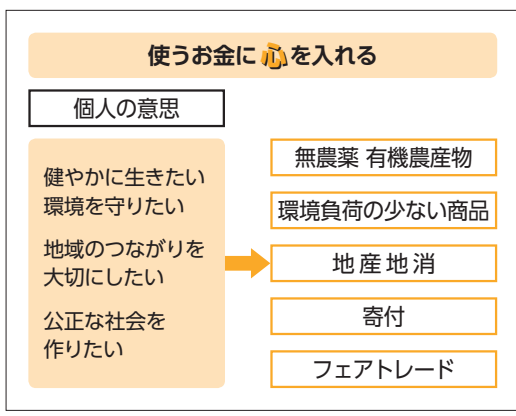 使うお金に心を入れる
個人の意思
健やかに生きたい
環境を守りたい
地域のつながりを
大切にしたい
公正な社会を
作りたい
無農薬 有機農産物
環境負荷の少ない商品
地産地消
寄付
フェアトレード